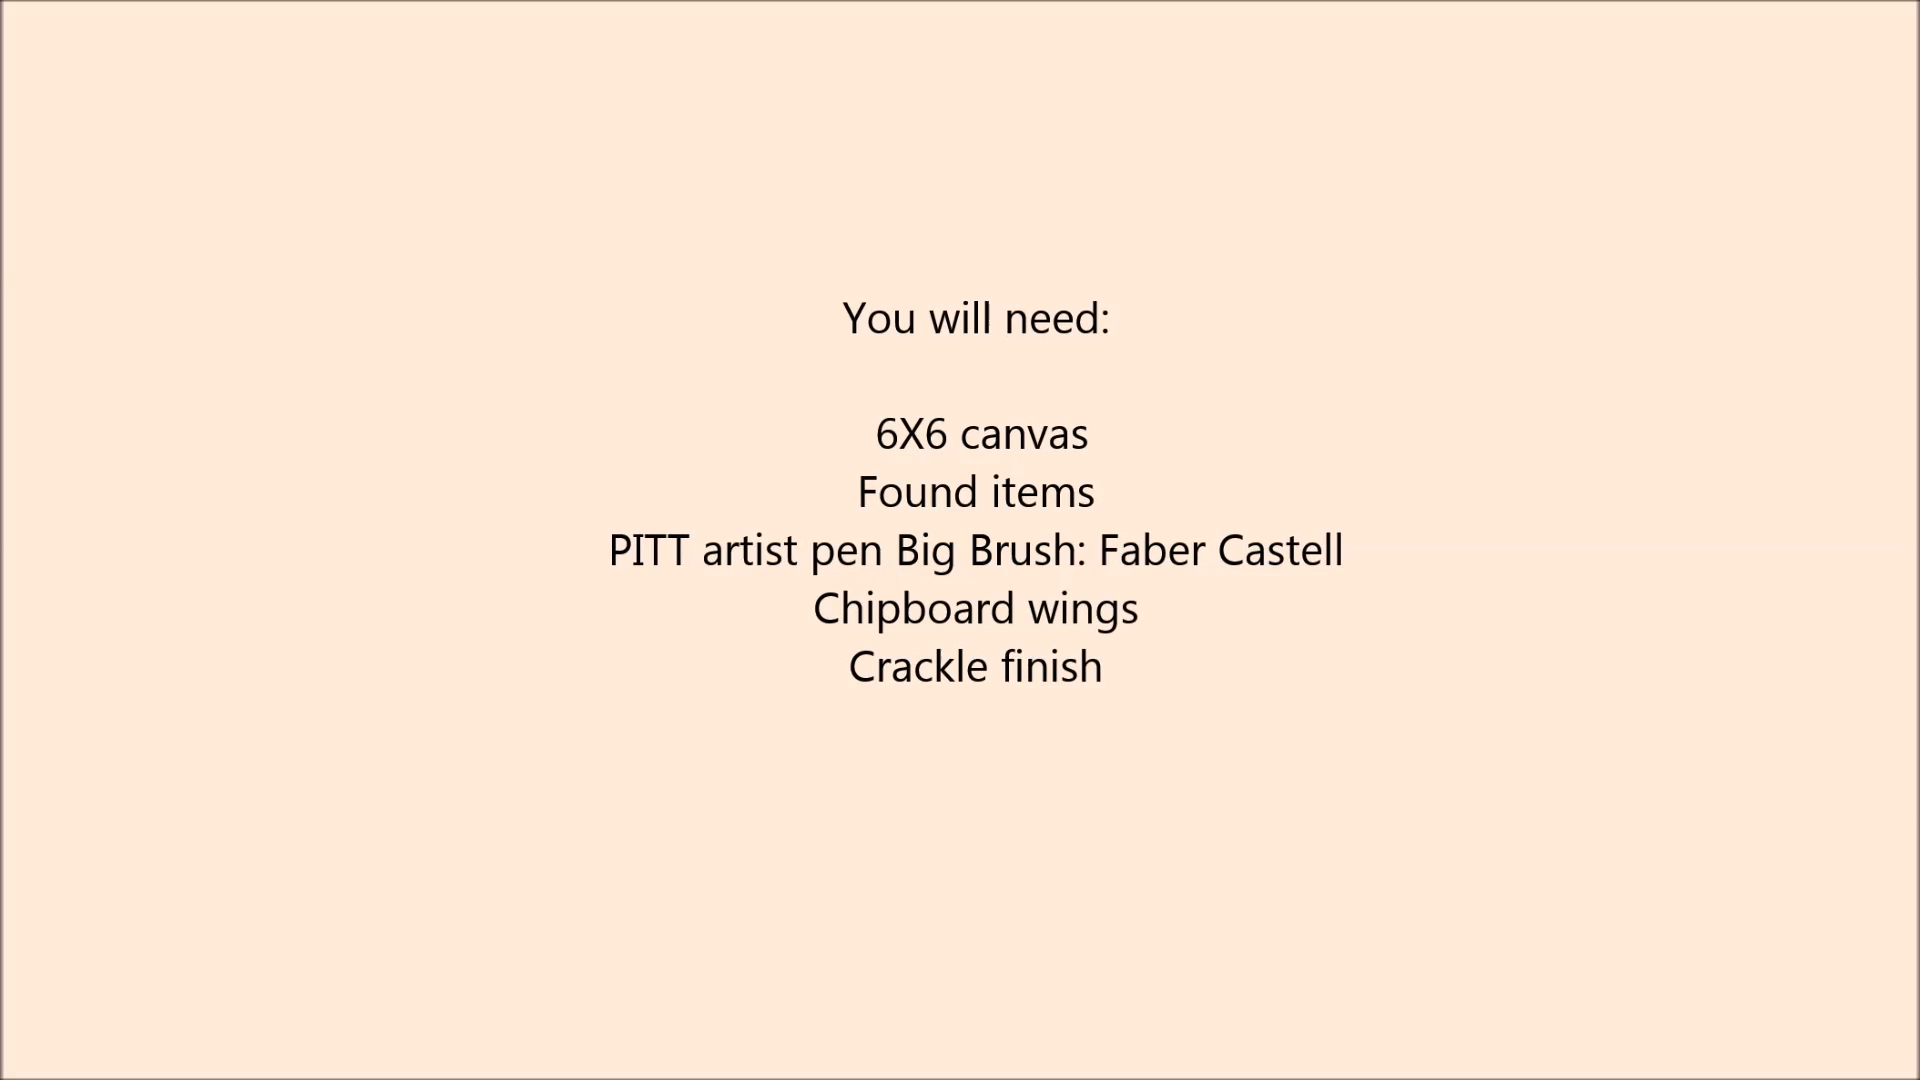 You will need:
6X6 canvas
Found items
PITT artist pen Big Brush: Faber Castell
Chipboard wings
Crackle finish